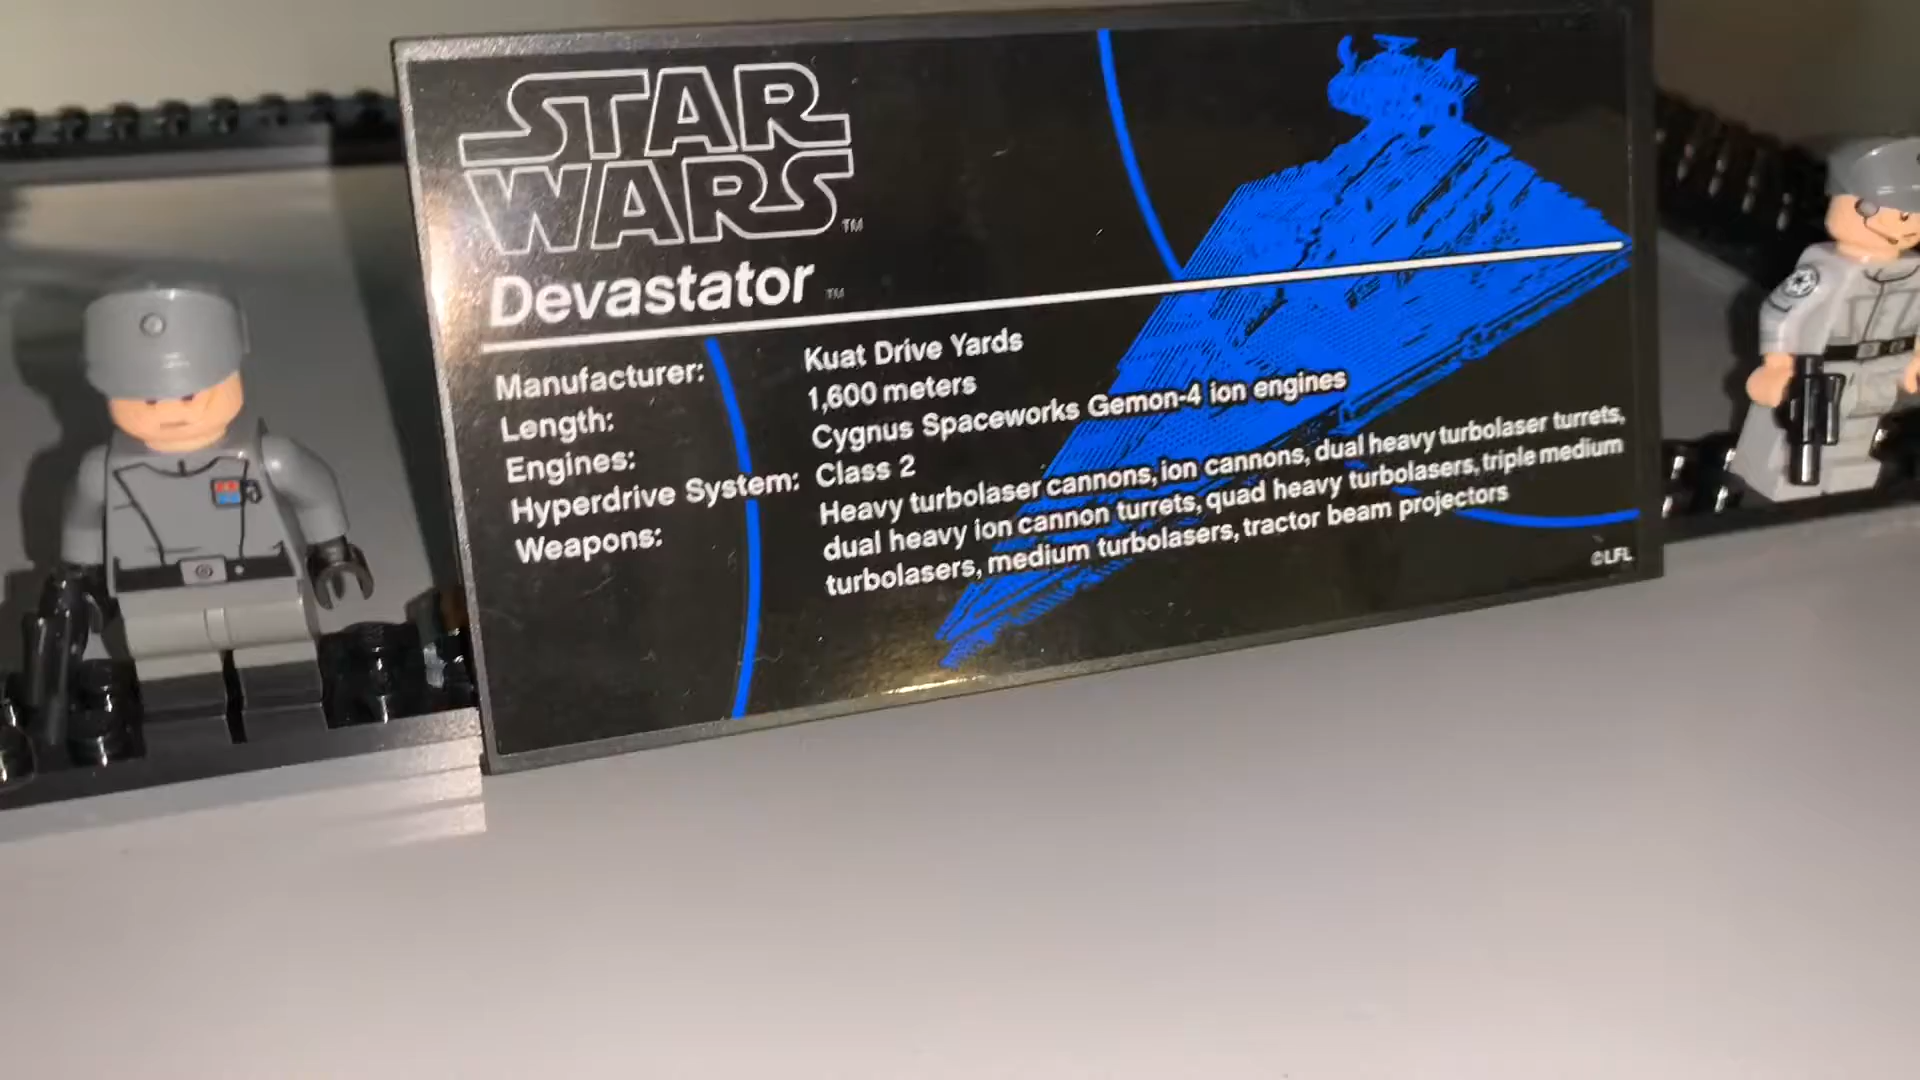 STAR
WARS™
Devastator™
Manufacturer: Kuat Drive Yards
Length: 1,600 meters
Engines: Cygnus Spaceworks Gemon-4 ion engines
Hyperdrive System: Class 2
Weapons: Heavy turbolaser cannons, ion cannons, dual heavy turbolaser turrets,
dual heavy ion cannon turrets, quad heavy turbolasers, triple medium
turbolasers, medium turbolasers, tractor beam projectors
©LFL